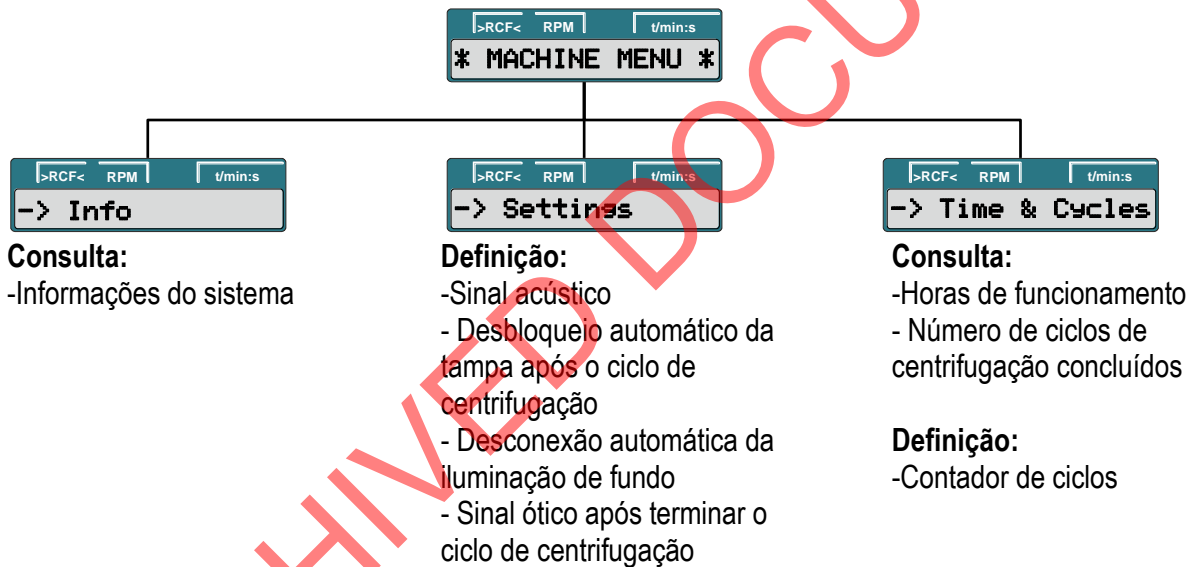 >RCF< RPM t/min:s
* MACHINE MENU *
>RCF< RPM t/min:s
-> Info
Consulta:
-Informações do sistema
>RCF< RPM t/min:s
-> Settings
Definição:
-Sinal acústico
- Desbloqueio automático da
tampa após o ciclo de
centrifugação
- Desconexão automática da
iluminação de fundo
- Sinal ótico após terminar o
ciclo de centrifugação
>RCF< RPM t/min:s
-> Time & Cycles
Consulta:
-Horas de funcionamento
- Número de ciclos de
centrifugação concluídos
Definição:
-Contador de ciclos
HIVED DOCU